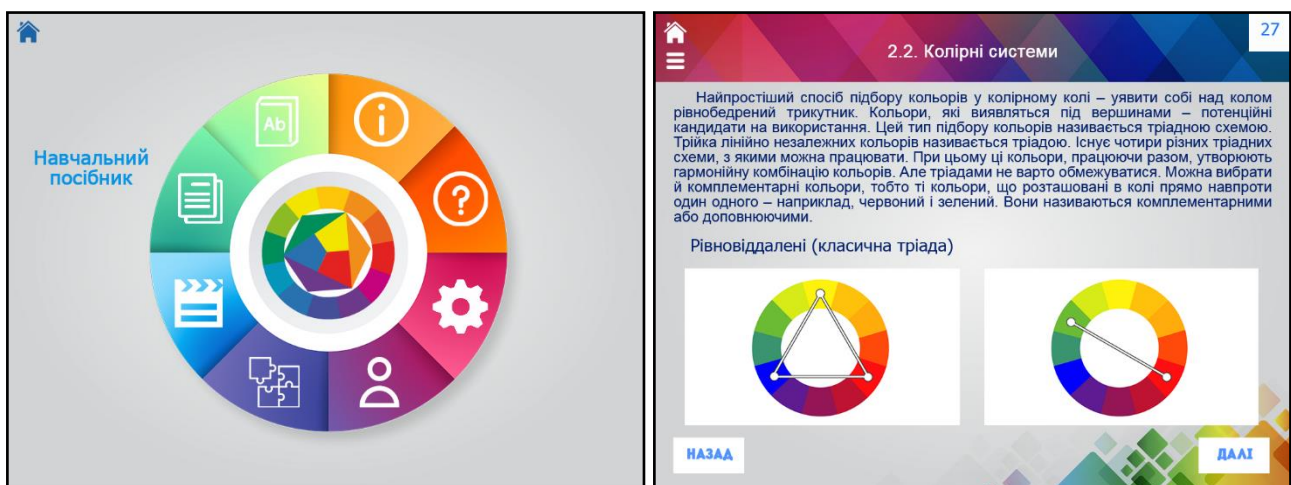 Навчальний
посібник
Ab
27
2.2. Колірні системи
Найпростіший спосіб підбору кольорів у колірному колі – уявити собі над колом
рівнобедрений трикутник. Кольори, які виявляться під вершинами – потенційні
кандидати на використання. Цей тип підбору кольорів називається тріадною схемою.
Трійка лінійно незалежних кольорів називається тріадою. Існує чотири різних тріадних
схеми, з якими можна працювати. При цьому ці кольори, працюючи разом, утворюють
гармонійну комбінацію кольорів. Але тріадами не варто обмежуватися. Можна вибрати
й комплементарні кольори, тобто ті кольори, що розташовані в колі прямо навпроти
один одного – наприклад, червоний і зелений. Вони називаються комплементарними
або доповнюючими.
Рівновіддалені (класична тріада)
НАЗАД
ДАЛІ